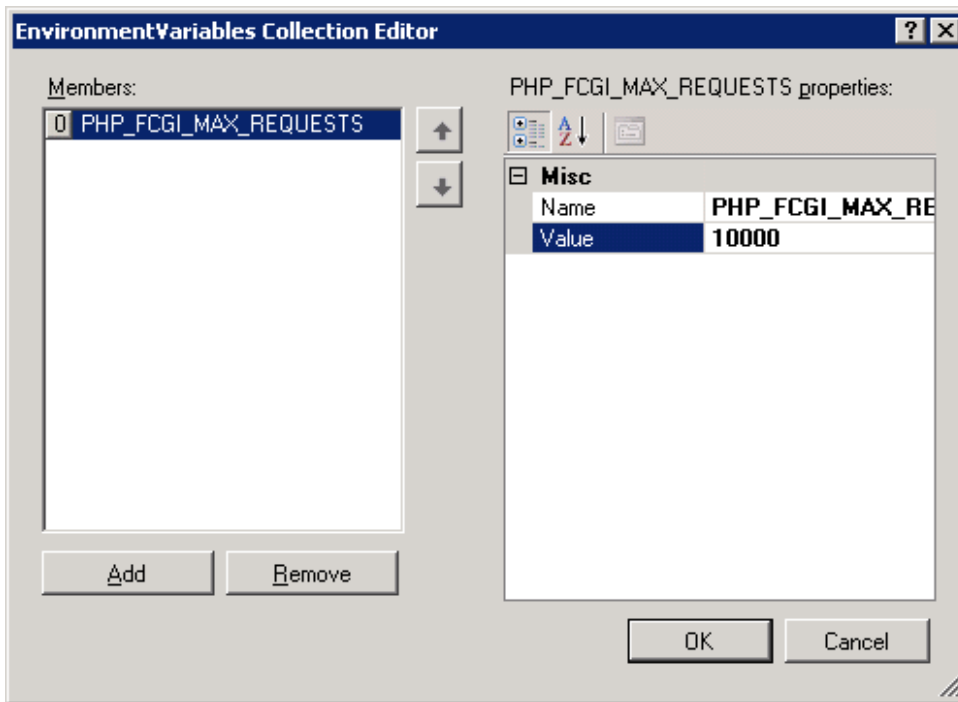 EnvironmentVariables Collection Editor
Members:
0 PHP_FCGI_MAX_REQUESTS
Add
Remove
PHP_FCGI_MAX_REQUESTS properties:
Misc
Name PHP_FCGI_MAX_RE
Value 10000
OK
Cancel